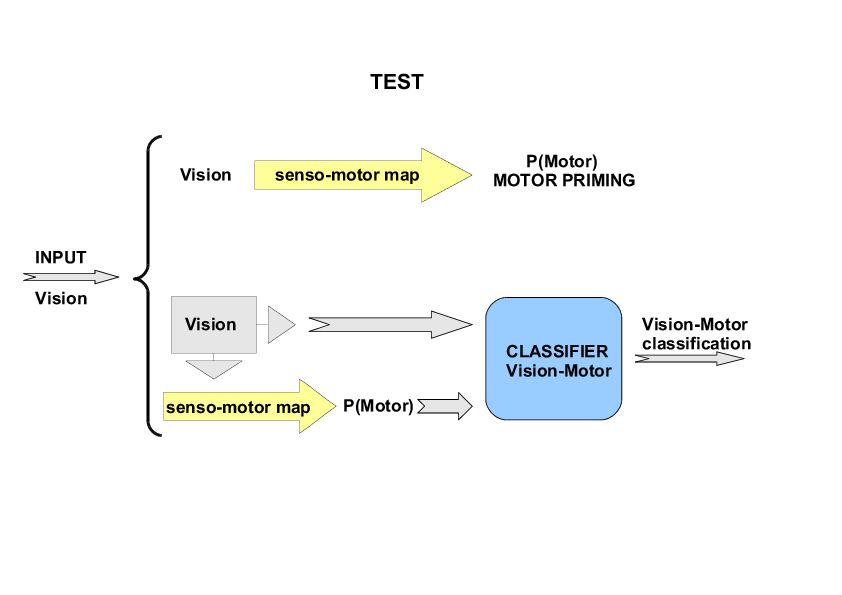 TEST
Vision
senso-motor map
P(Motor)
MOTOR PRIMING
INPUT
Vision
Vision
CLASSIFIER
Vision-Motor
Vision-Motor
classification
senso-motor map
P(Motor)